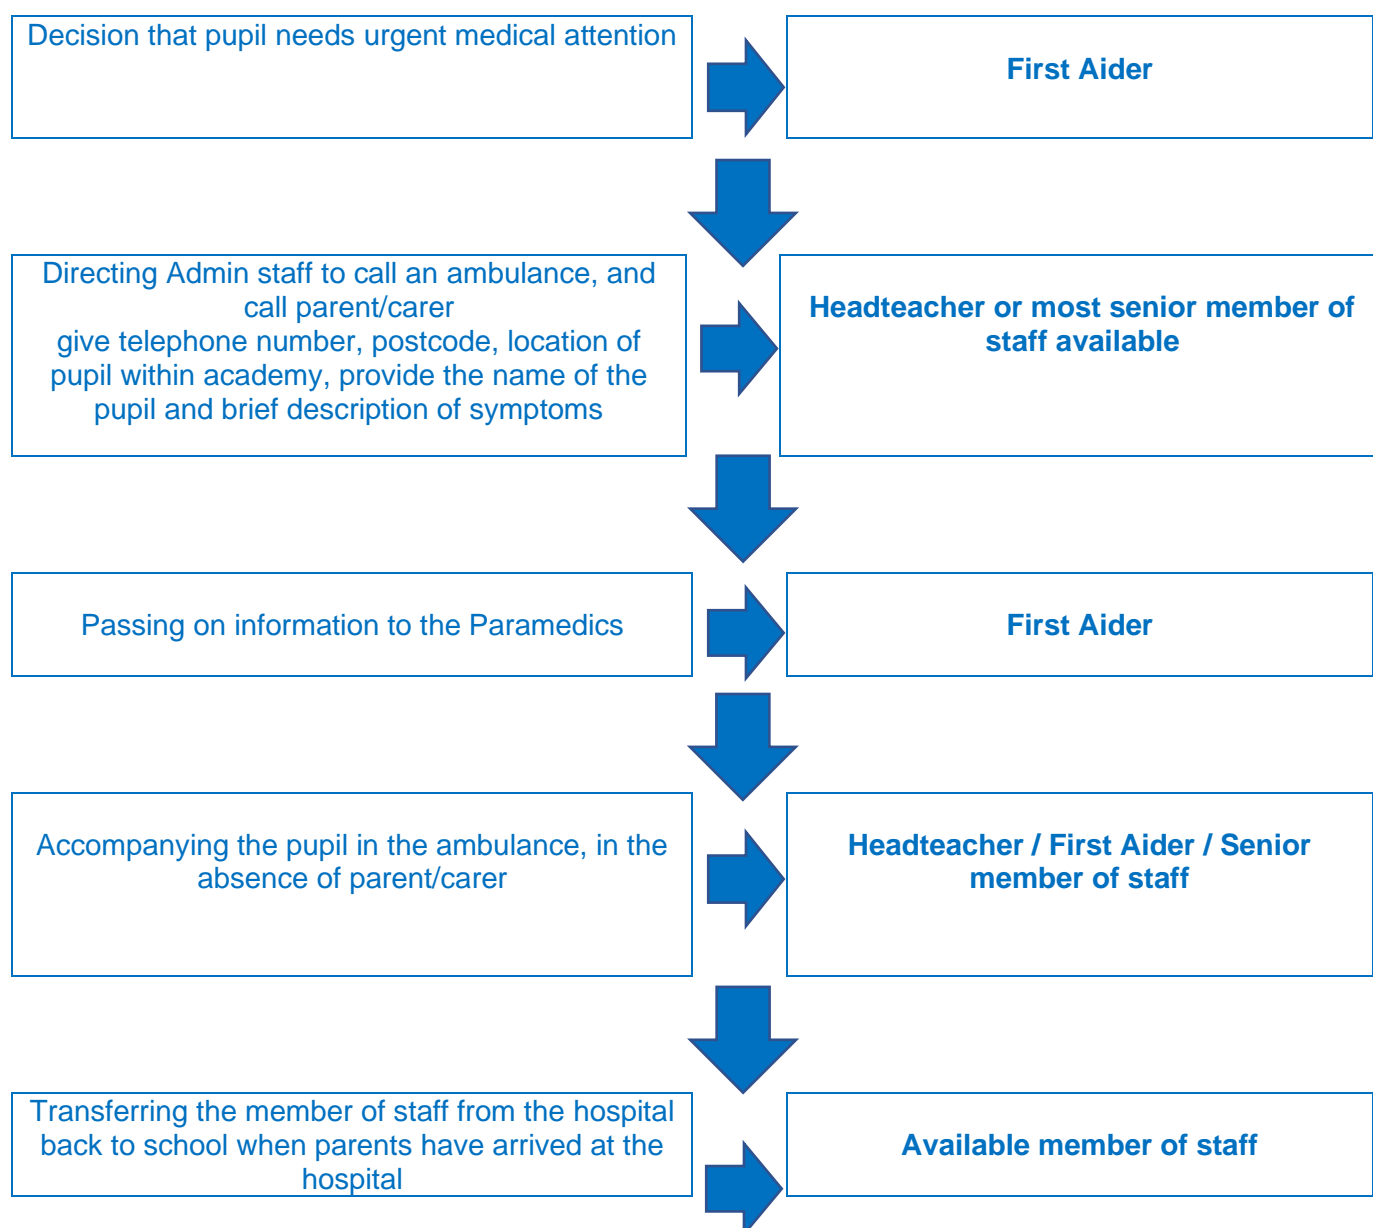 Decision that pupil needs urgent medical attention
First Aider
Directing Admin staff to call an ambulance, and
call parent/carer
give telephone number, postcode, location of
pupil within academy, provide the name of the
pupil and brief description of symptoms
Headteacher or most senior member of
staff available
Passing on information to the Paramedics
First Aider
Accompanying the pupil in the ambulance, in the
absence of parent/carer
Headteacher / First Aider / Senior
member of staff
Transferring the member of staff from the hospital
back to school when parents have arrived at the
hospital
Available member of staff